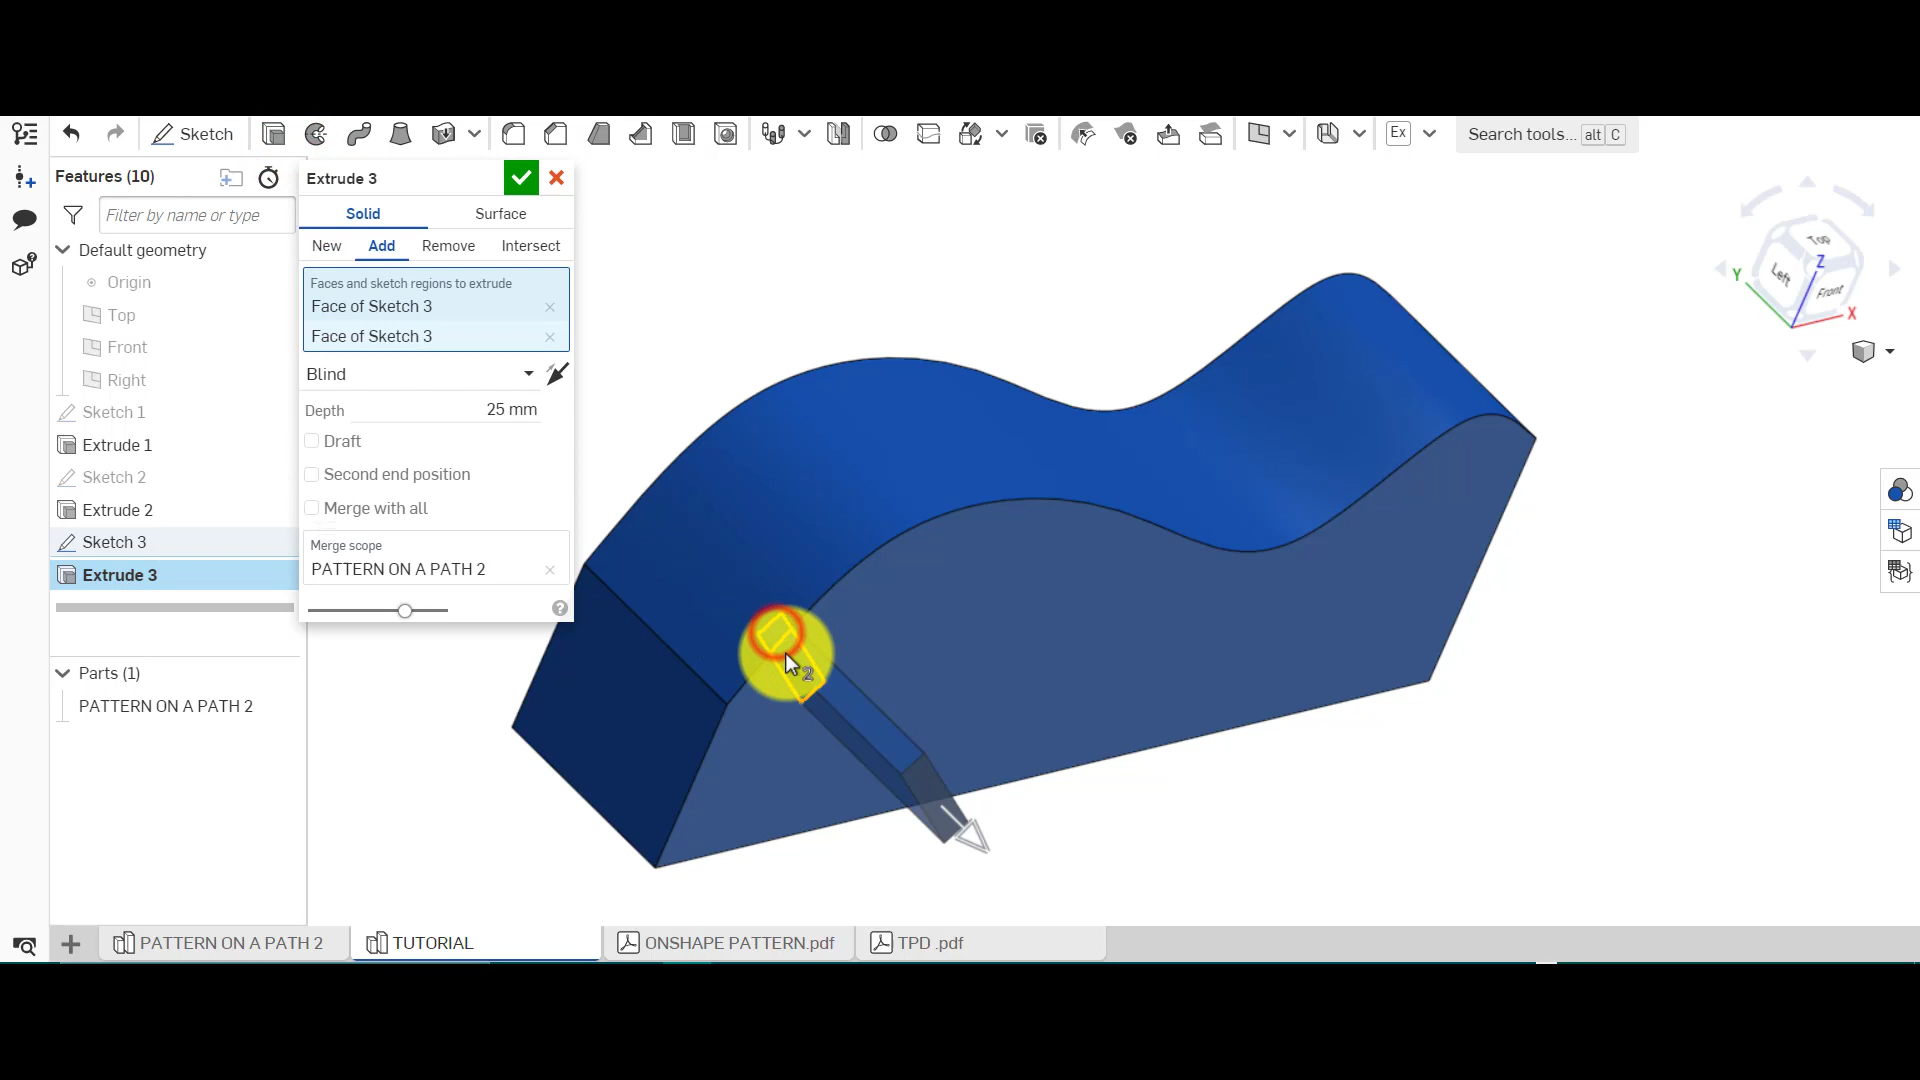 Sketch
Ex
Search tools... alt C
Features (10)
Filter by name or type
Default geometry
Origin
Top
Front
Right
Sketch 1
Extrude 1
Sketch 2
Extrude 2
Sketch 3
Extrude 3
Parts (1)
PATTERN ON A PATH 2
Extrude 3
Solid Surface
New Add Remove Intersect
Faces and sketch regions to extrude
Face of Sketch 3
Face of Sketch 3
Blind
Depth 25 mm
Draft
Second end position
Merge with all
Merge scope
PATTERN ON A PATH 2
?
2
Top
Left
Front
Z
Y
X
PATTERN ON A PATH 2 TUTORIAL ONSHAPE PATTERN.pdf TPD .pdf